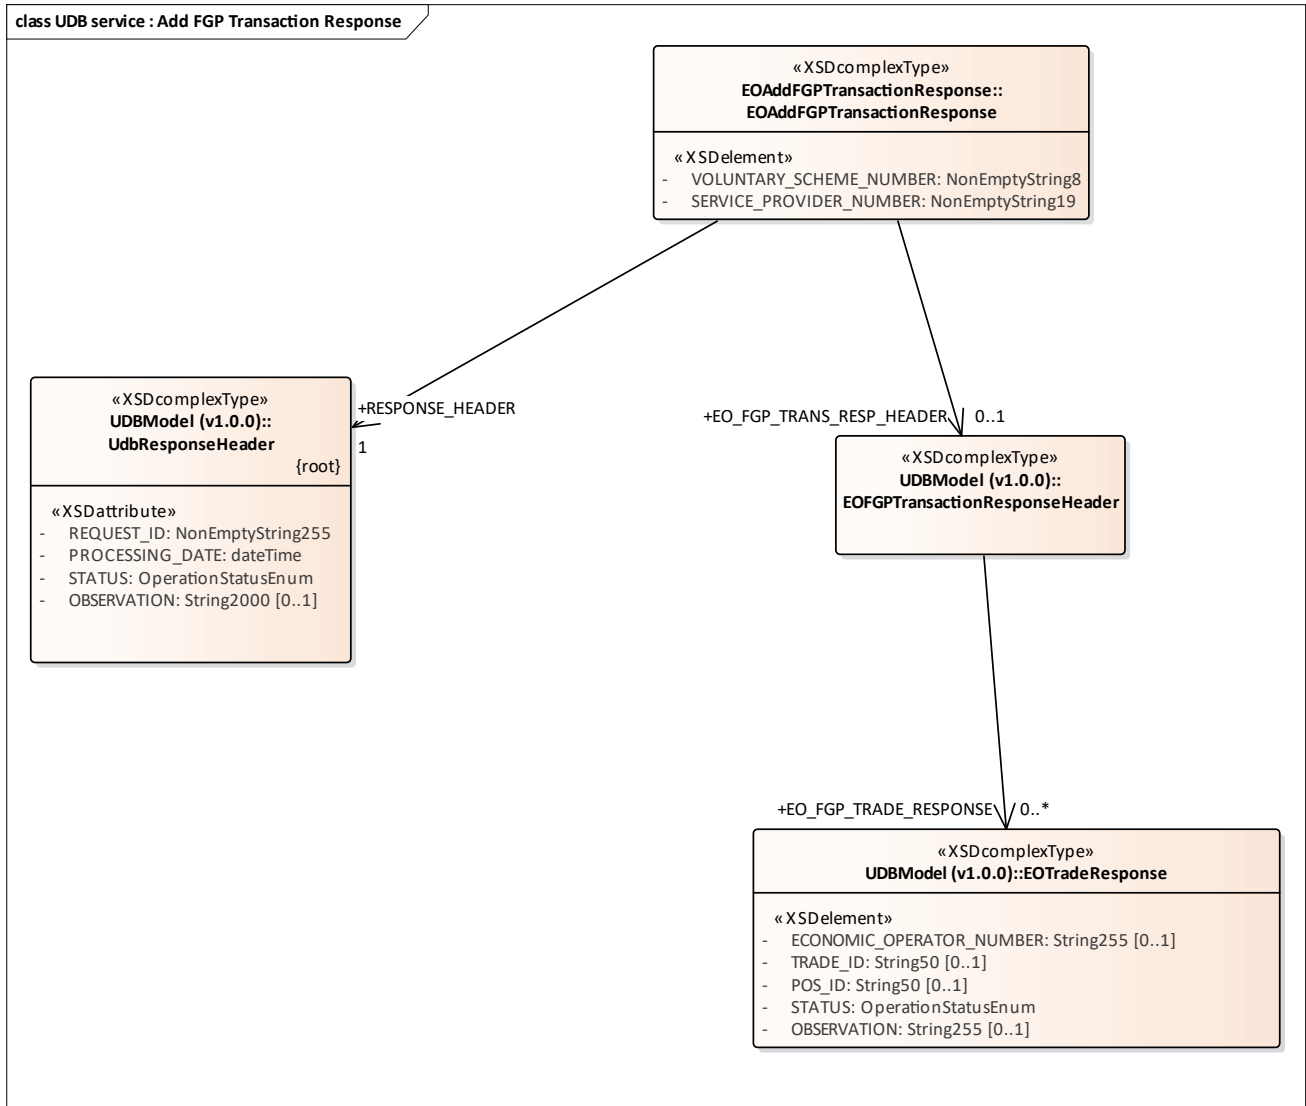 class UDB service : Add FGP Transaction Response
«XSDcomplexType»
EOAddFGPTransactionResponse::
EOAddFGPTransactionResponse
«XSDelement»
- VOLUNTARY_SCHEME_NUMBER: NonEmptyString8
- SERVICE_PROVIDER_NUMBER: NonEmptyString19
«XSDcomplexType»
UDBModel (v1.0.0)::
UdbResponseHeader
{root}
«XSDattribute»
- REQUEST_ID: NonEmptyString255
- PROCESSING_DATE: dateTime
- STATUS: OperationStatusEnum
- OBSERVATION: String2000 [0..1]
+RESPONSE_HEADER
1
+EO_FGP_TRANS_RESP_HEADER 0..1
«XSDcomplexType»
UDBModel (v1.0.0)::
EOFGPTransactionResponseHeader
+EO_FGP_TRADE_RESPONSE 0..*
«XSDcomplexType»
UDBModel (v1.0.0)::EOTradeResponse
«XSDelement»
- ECONOMIC_OPERATOR_NUMBER: String255 [0..1]
- TRADE_ID: String50 [0..1]
- POS_ID: String50 [0..1]
- STATUS: OperationStatusEnum
- OBSERVATION: String255 [0..1]